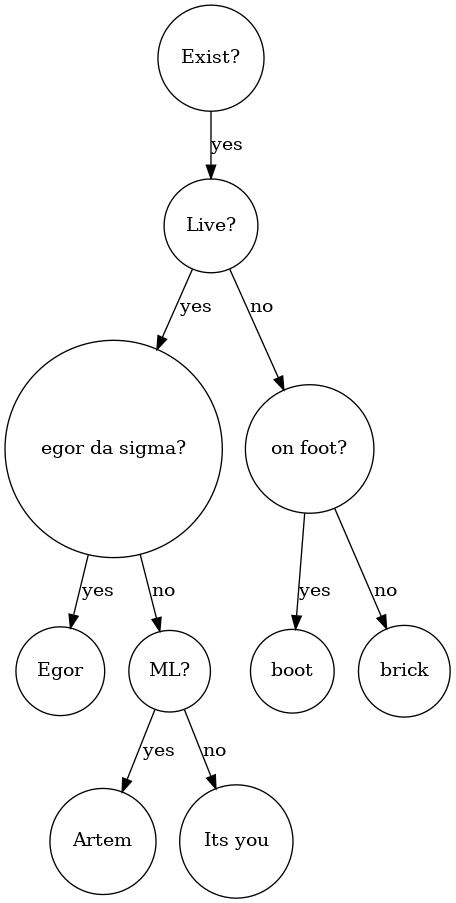 Exist?
yes
Live?
yes
no
egor da sigma?
on foot?
yes
no
yes
no
Egor
ML?
boot
brick
yes
no
Artem
Its you